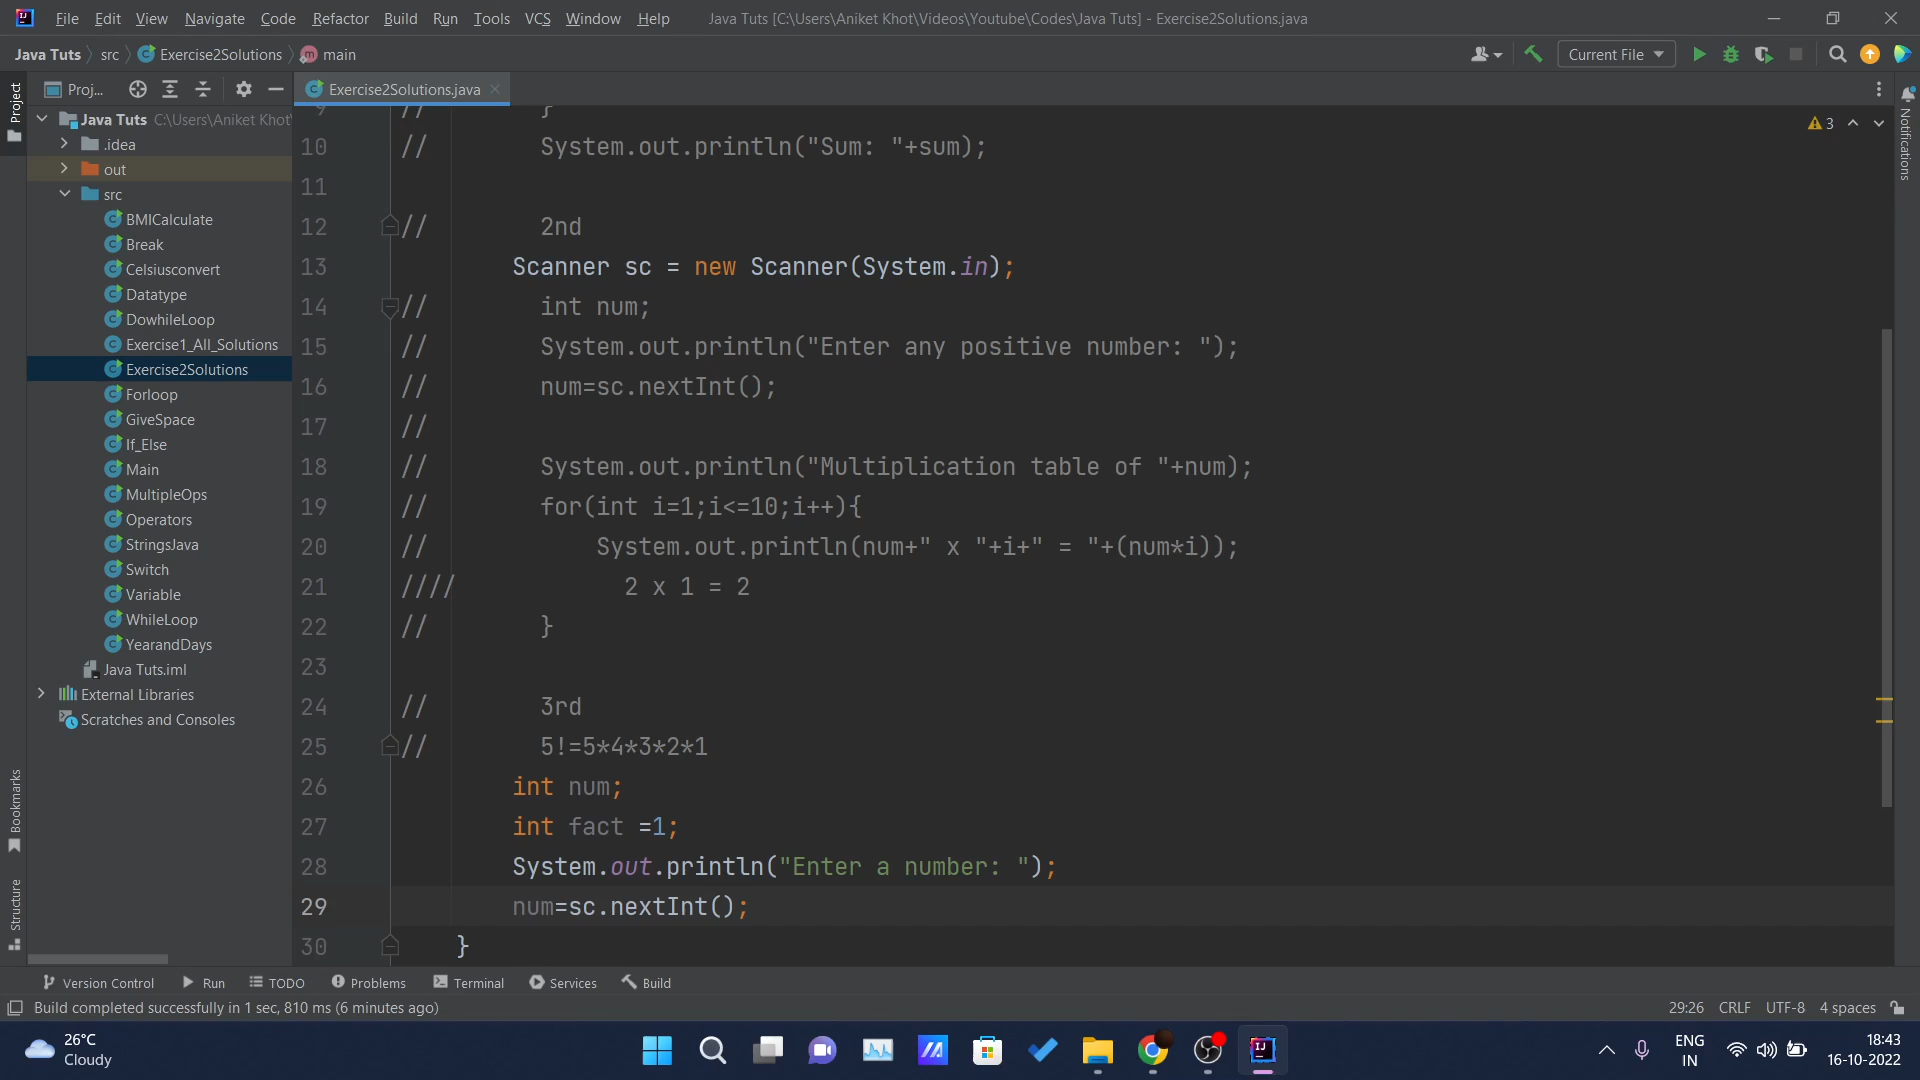 File Edit View Navigate Code Refactor Build Run Tools VCS Window Help Java Tuts [C:\Users\Aniket Khot\Videos\Youtube\Codes\Java Tuts] - Exercise2Solutions.java
Java Tuts src Exercise2Solutions main Current File
Project
Proj...
Java Tuts C:\Users\Aniket Khot\
.idea
out
src
BMICalculate
Break
Celsiusconvert
Datatype
DowhileLoop
Exercise1_All_Solutions
Exercise2Solutions
Forloop
GiveSpace
If_Else
Main
MultipleOps
Operators
StringsJava
Switch
Variable
WhileLoop
YearandDays
Java Tuts.iml
External Libraries
Scratches and Consoles
Bookmarks
Structure
Exercise2Solutions.java
3
Notifications
9 // }
10 // System.out.println("Sum: "+sum);
11
12 // 2nd
13 Scanner sc = new Scanner(System.in);
14 // int num;
15 // System.out.println("Enter any positive number: ");
16 // num=sc.nextInt();
17 //
18 // System.out.println("Multiplication table of "+num);
19 // for(int i=1;i<=10;i++){
20 // System.out.println(num+" x "+i+" = "+(num*i));
21 //// 2 x 1 = 2
22 // }
23
24 // 3rd
25 // 5!=5*4*3*2*1
26 int num;
27 int fact =1;
28 System.out.println("Enter a number: ");
29 num=sc.nextInt();
30 }
Version Control Run TODO Problems Terminal Services Build
Build completed successfully in 1 sec, 810 ms (6 minutes ago) 29:26 CRLF UTF-8 4 spaces
26°C
Cloudy
ENG
IN
18:43
16-10-2022